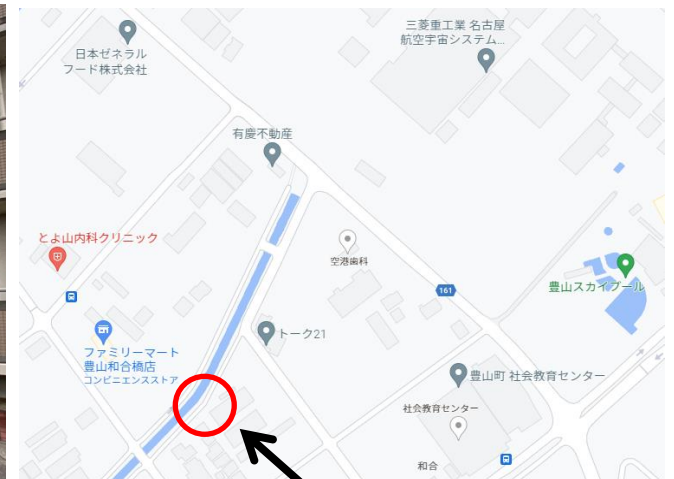 三菱重工業 名古屋
航空宇宙システム...
日本ゼネラル
フード株式会社
有慶不動産
とよ山内科クリニック
空港歯科
161
豊山スカイプール
トーク21
ファミリーマート
豊山和合橋店
コンビニエンスストア
豊山町 社会教育センター
社会教育センター
和合